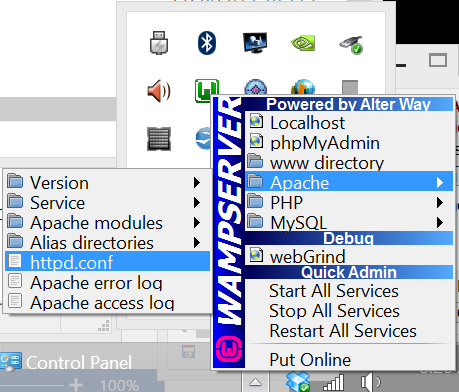 Powered by Alter Way
Localhost
phpMyAdmin
www directory
Apache
PHP
MySQL
Debug
webGrind
Quick Admin
Start All Services
Stop All Services
Restart All Services
Put Online
WAMPSERVER
Version
Service
Apache modules
Alias directories
httpd.conf
Apache error log
Apache access log
Control Panel
100%